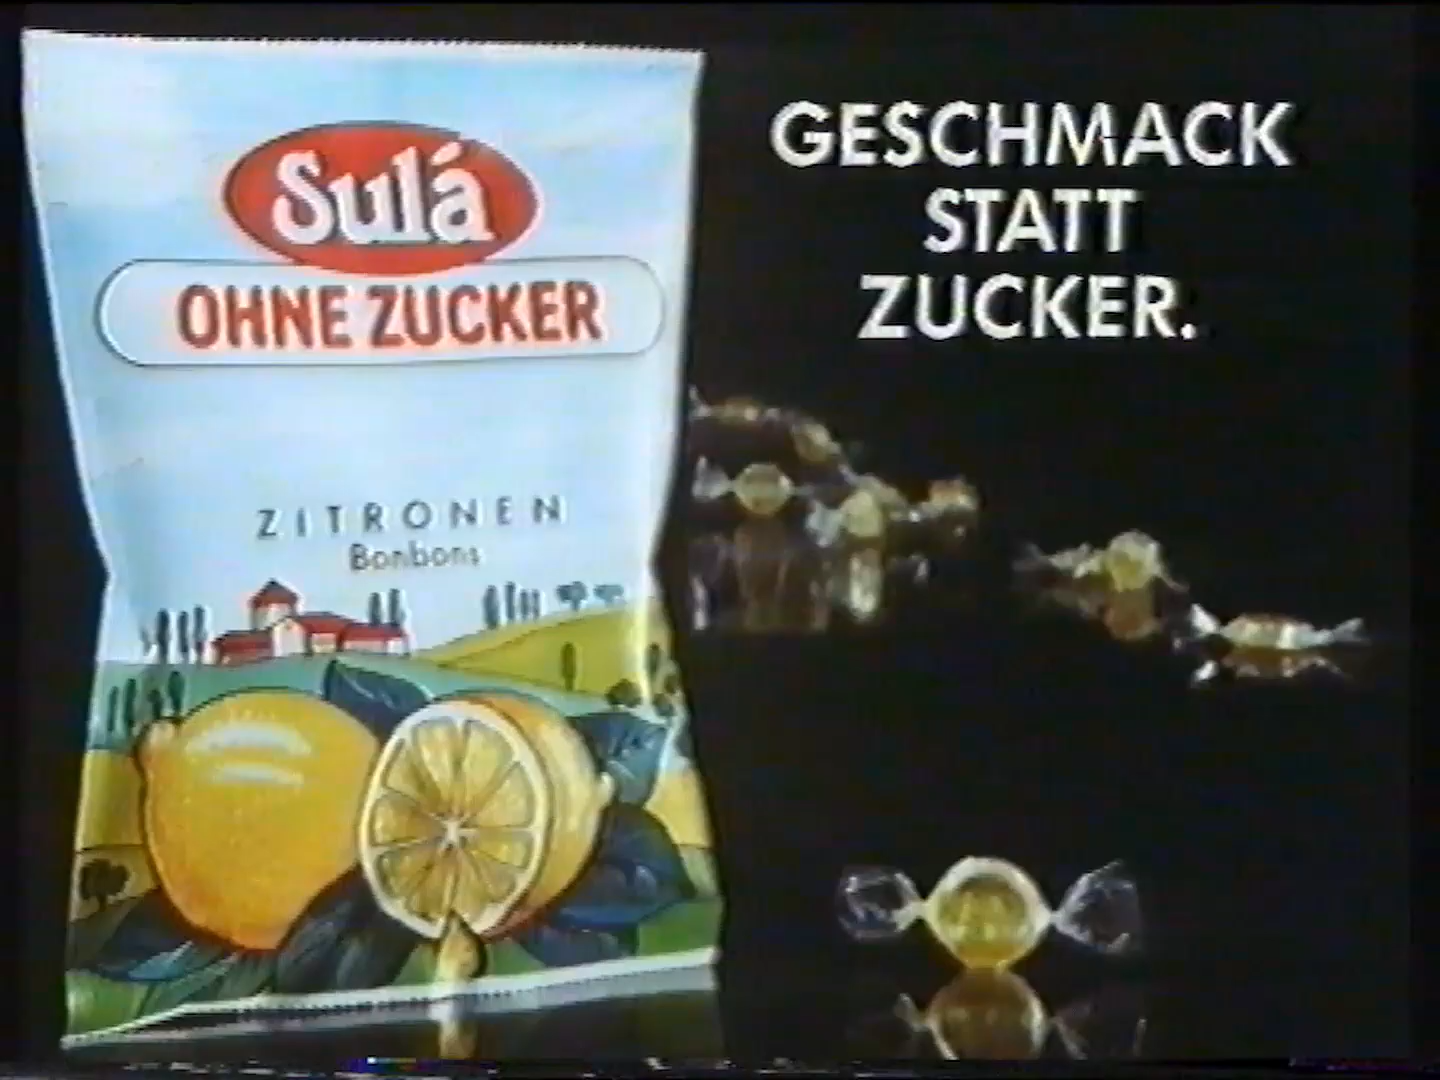 Sulá
OHNE ZUCKER
ZITRONEN
Bonbons
GESCHMACK
STATT
ZUCKER.